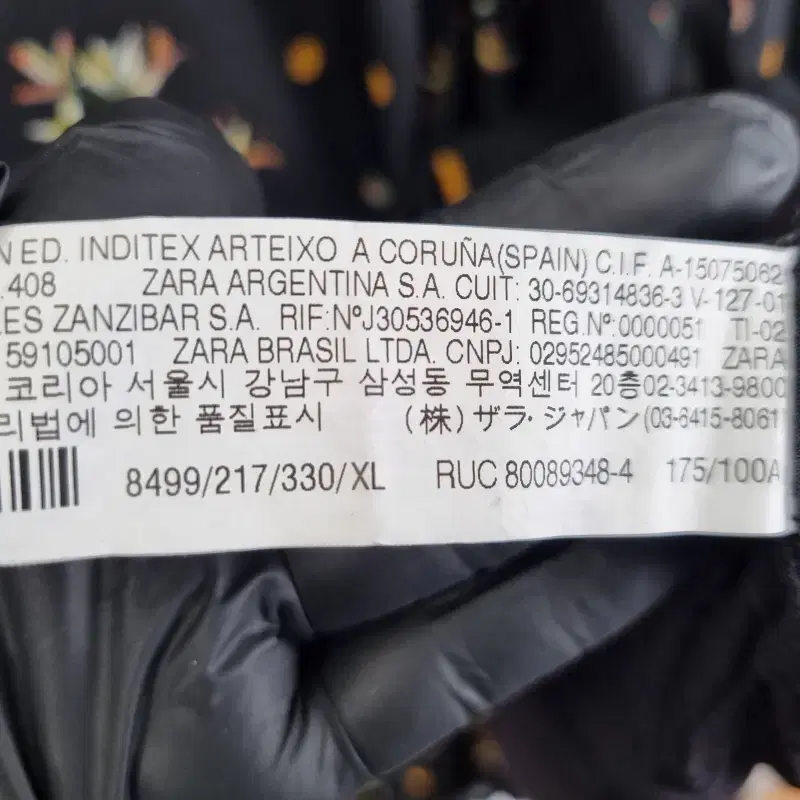 ED. INDITEX ARTEIXO A CORUÑA(SPAIN) C.I.F. A-15075062
.408 ZARA ARGENTINA S.A. CUIT: 30-69314836-3 V-127-01
ES ZANZIBAR S.A. RIF:NºJ30536946-1 REG.Nº:0000051 TI-02
59105001 ZARA BRASIL LTDA. CNPJ: 02952485000491 ZARA
코리아 서울시 강남구 삼성동 무역센터 20층02-3413-9800
리법에 의한 품질표시 (株)ザラ・ジャパン(03-6415-8061
8499/217/330/XL RUC 80089348-4 175/100A